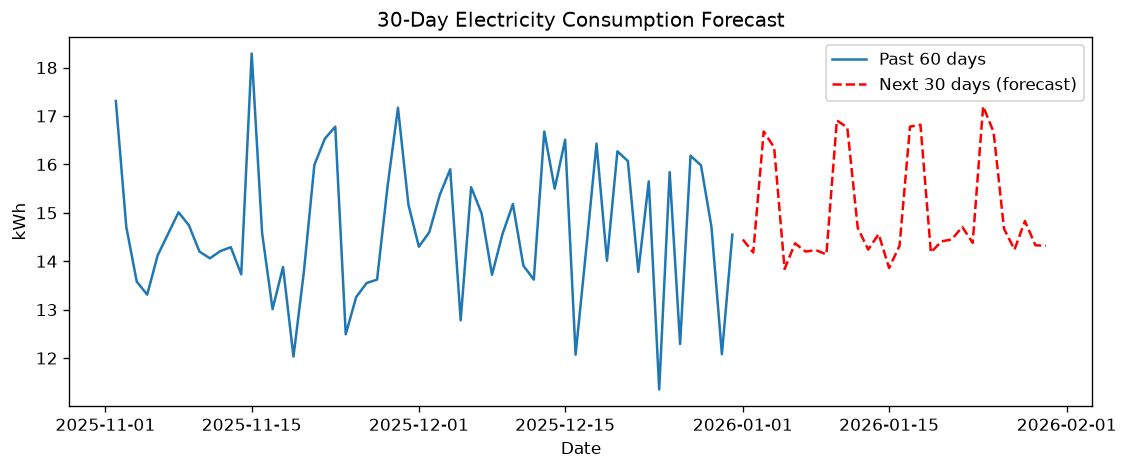 30-Day Electricity Consumption Forecast
Past 60 days
Next 30 days (forecast)
kWh
18
17
16
15
14
13
12
2025-11-01
2025-11-15
2025-12-01
2025-12-15
2026-01-01
2026-01-15
2026-02-01
Date